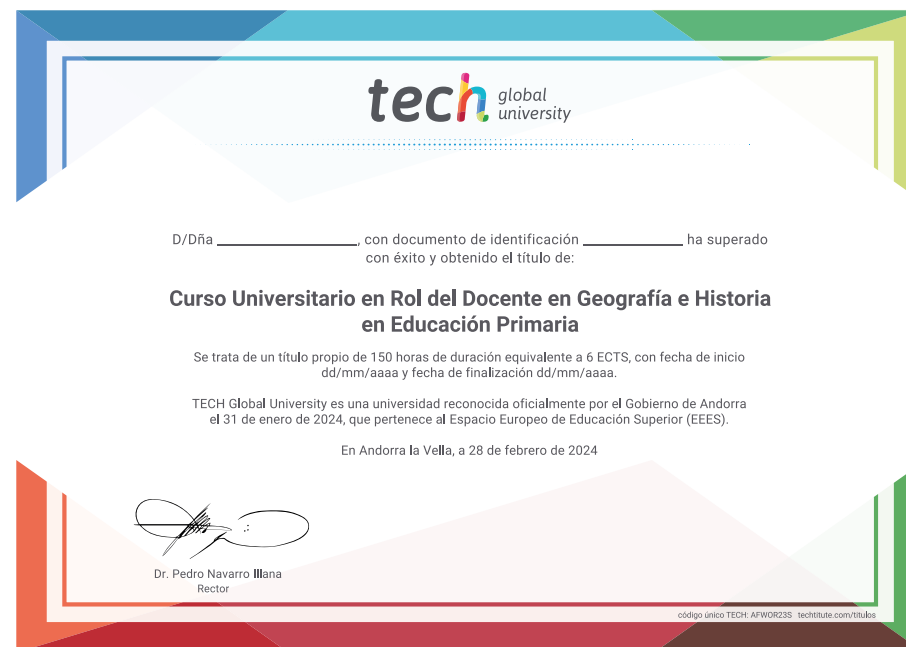 tech global university
D/Dña ____________________, con documento de identificación ______________ ha superado
con éxito y obtenido el título de:
Curso Universitario en Rol del Docente en Geografía e Historia
en Educación Primaria
Se trata de un título propio de 150 horas de duración equivalente a 6 ECTS, con fecha de inicio
dd/mm/aaaa y fecha de finalización dd/mm/aaaa.
TECH Global University es una universidad reconocida oficialmente por el Gobierno de Andorra
el 31 de enero de 2024, que pertenece al Espacio Europeo de Educación Superior (EEES).
En Andorra la Vella, a 28 de febrero de 2024
Dr. Pedro Navarro Illana
Rector
código único TECH: AFWOR23S techtitute.com/titulos